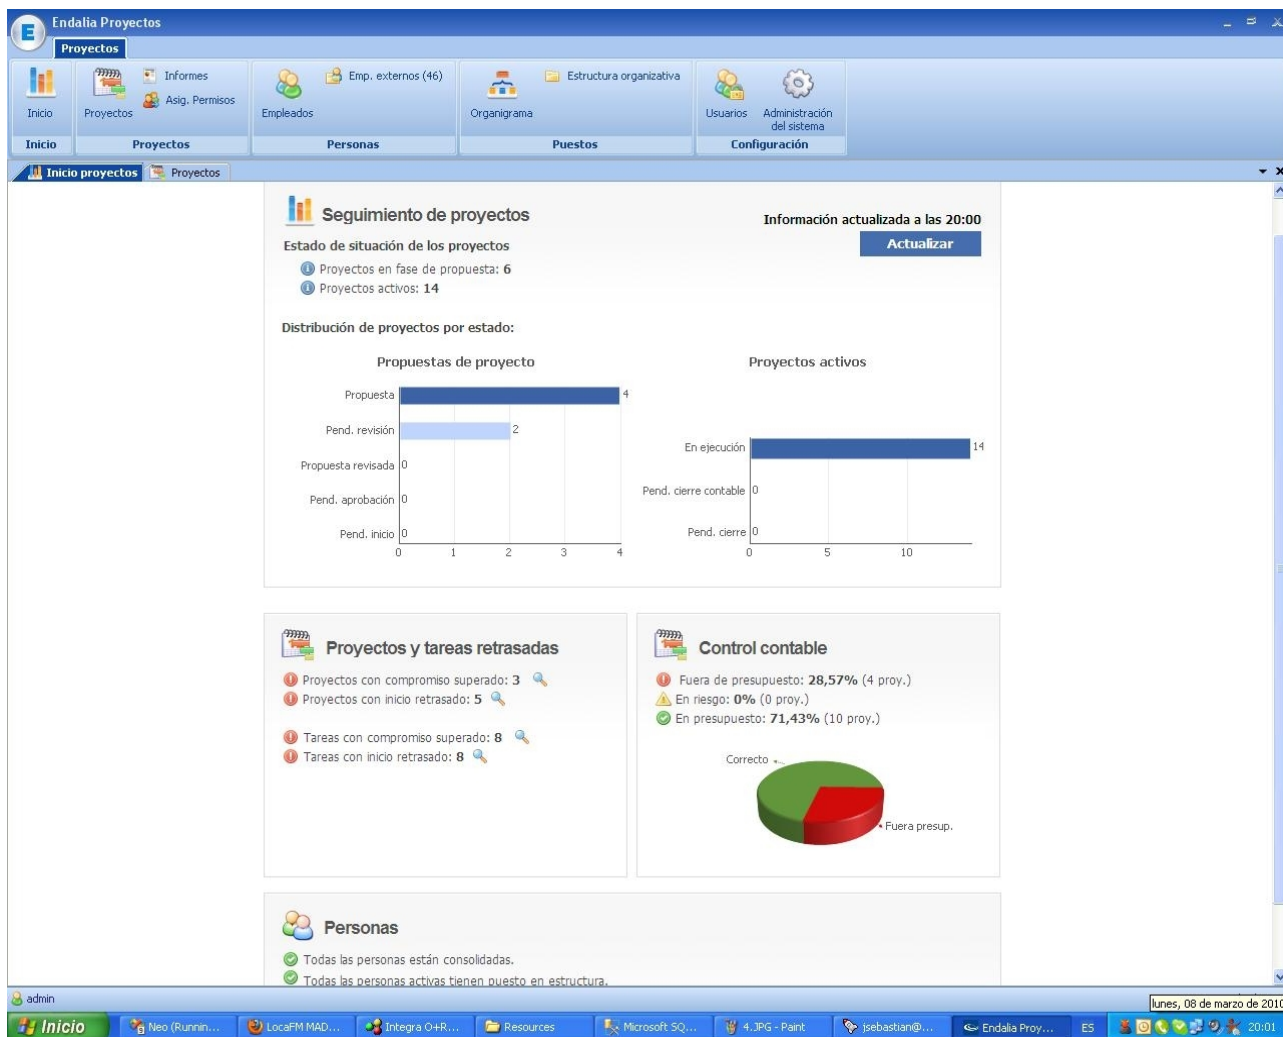 Endalia Proyectos
Proyectos
Inicio
Proyectos
Informes
Asig. Permisos
Empleados
Emp. externos (46)
Organigrama
Estructura organizativa
Usuarios
Administración
del sistema
Inicio
Proyectos
Personas
Puestos
Configuración
Inicio proyectos
Proyectos
Seguimiento de proyectos
Información actualizada a las 20:00
Actualizar
Estado de situación de los proyectos
Proyectos en fase de propuesta: 6
Proyectos activos: 14
Distribución de proyectos por estado:
Propuestas de proyecto
Propuesta 4
Pend. revisión 2
Propuesta revisada 0
Pend. aprobación 0
Pend. inicio 0
0 1 2 3 4
Proyectos activos
En ejecución 14
Pend. cierre contable 0
Pend. cierre 0
0 5 10
Proyectos y tareas retrasadas
Proyectos con compromiso superado: 3
Proyectos con inicio retrasado: 5
Tareas con compromiso superado: 8
Tareas con inicio retrasado: 8
Control contable
Fuera de presupuesto: 28,57% (4 proy.)
En riesgo: 0% (0 proy.)
En presupuesto: 71,43% (10 proy.)
Correcto
Fuera presup.
Personas
Todas las personas están consolidadas.
Todas las personas activas tienen puesto en estructura.
admin
lunes, 08 de marzo de 2010
Inicio
Neo (Runnin...
LocaFM MAD...
Integra O+R...
Resources
Microsoft SQ...
4.JPG - Paint
jsebastian@...
Endalia Proy...
ES
20:01